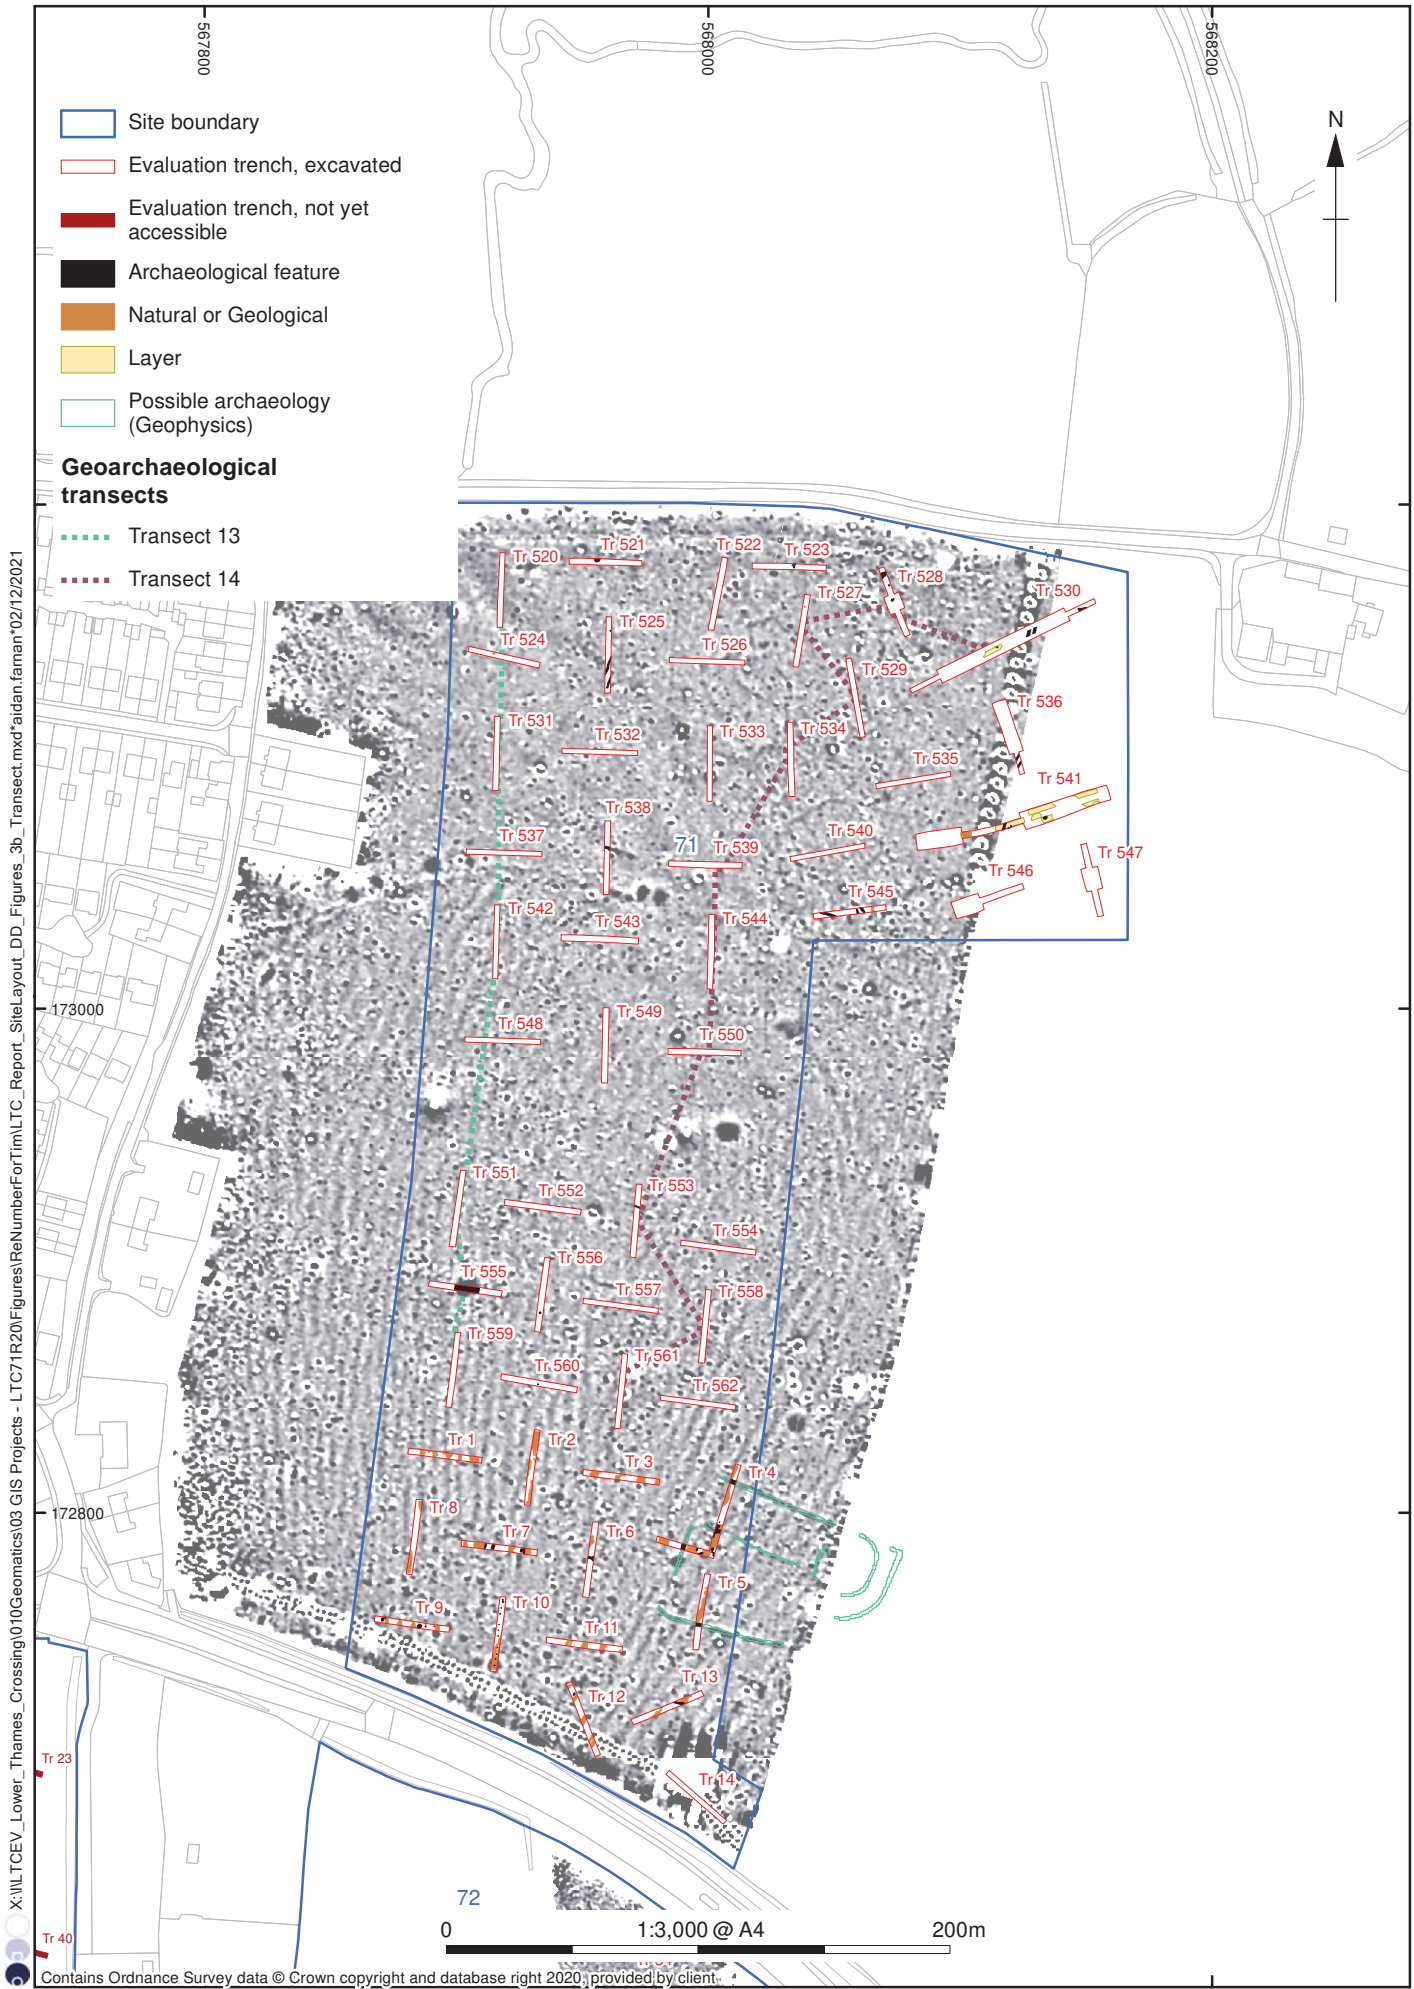 567800
568000
568200
N
Site boundary
Evaluation trench, excavated
Evaluation trench, not yet
accessible
Archaeological feature
Natural or Geological
Layer
Possible archaeology
(Geophysics)
Geoarchaeological
transects
Transect 13
Transect 14
Tr 520
Tr 521
Tr 522
Tr 523
Tr 528
Tr 527
Tr 530
Tr 525
Tr 524
Tr 526
Tr 529
Tr 536
Tr 531
Tr 532
Tr 533
Tr 534
Tr 535
Tr 541
Tr 538
Tr 537
71
Tr 539
Tr 540
Tr 547
Tr 546
Tr 545
Tr 542
Tr 543
Tr 544
173000
Tr 548
Tr 549
Tr 550
Tr 551
Tr 552
Tr 553
Tr 554
Tr 556
Tr 555
Tr 557
Tr 558
Tr 559
Tr 560
Tr 561
Tr 562
Tr 1
Tr 2
Tr 3
Tr 4
172800
Tr 8
Tr 7
Tr 6
Tr 5
Tr 9
Tr 10
Tr 11
Tr 12
Tr 13
Tr 14
Tr 23
Tr 40
72
0
1:3,000 @ A4
200m
Contains Ordnance Survey data © Crown copyright and database right 2020, provided by client
X:\I\LTCEV_Lower_Thames_Crossing\010Geomatics\03 GIS Projects - LTC71R20\Figures\ReNumberForTim\LTC_Report_SiteLayout_DD_Figures_3b_Transect.mxd*aidan.farnan*02/12/2021